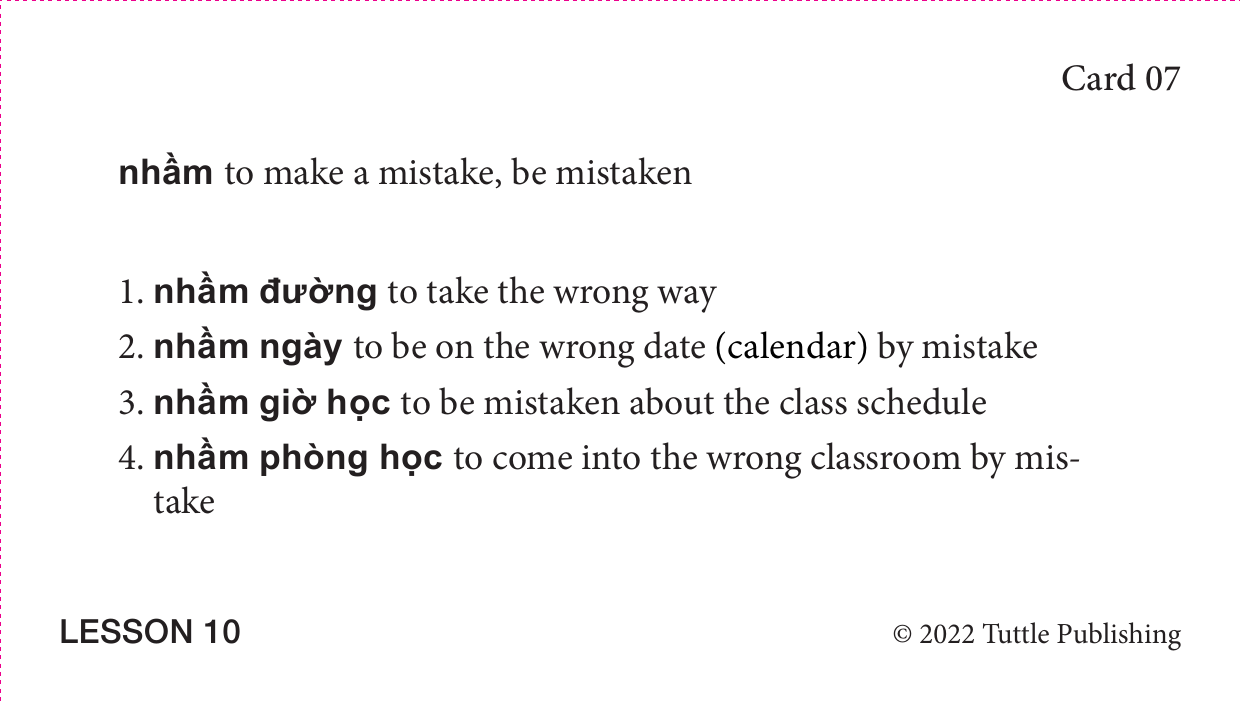 Card 07
nhầm to make a mistake, be mistaken
1. nhầm đường to take the wrong way
2. nhầm ngày to be on the wrong date (calendar) by mistake
3. nhầm giờ học to be mistaken about the class schedule
4. nhầm phòng học to come into the wrong classroom by mis-
take
LESSON 10
© 2022 Tuttle Publishing